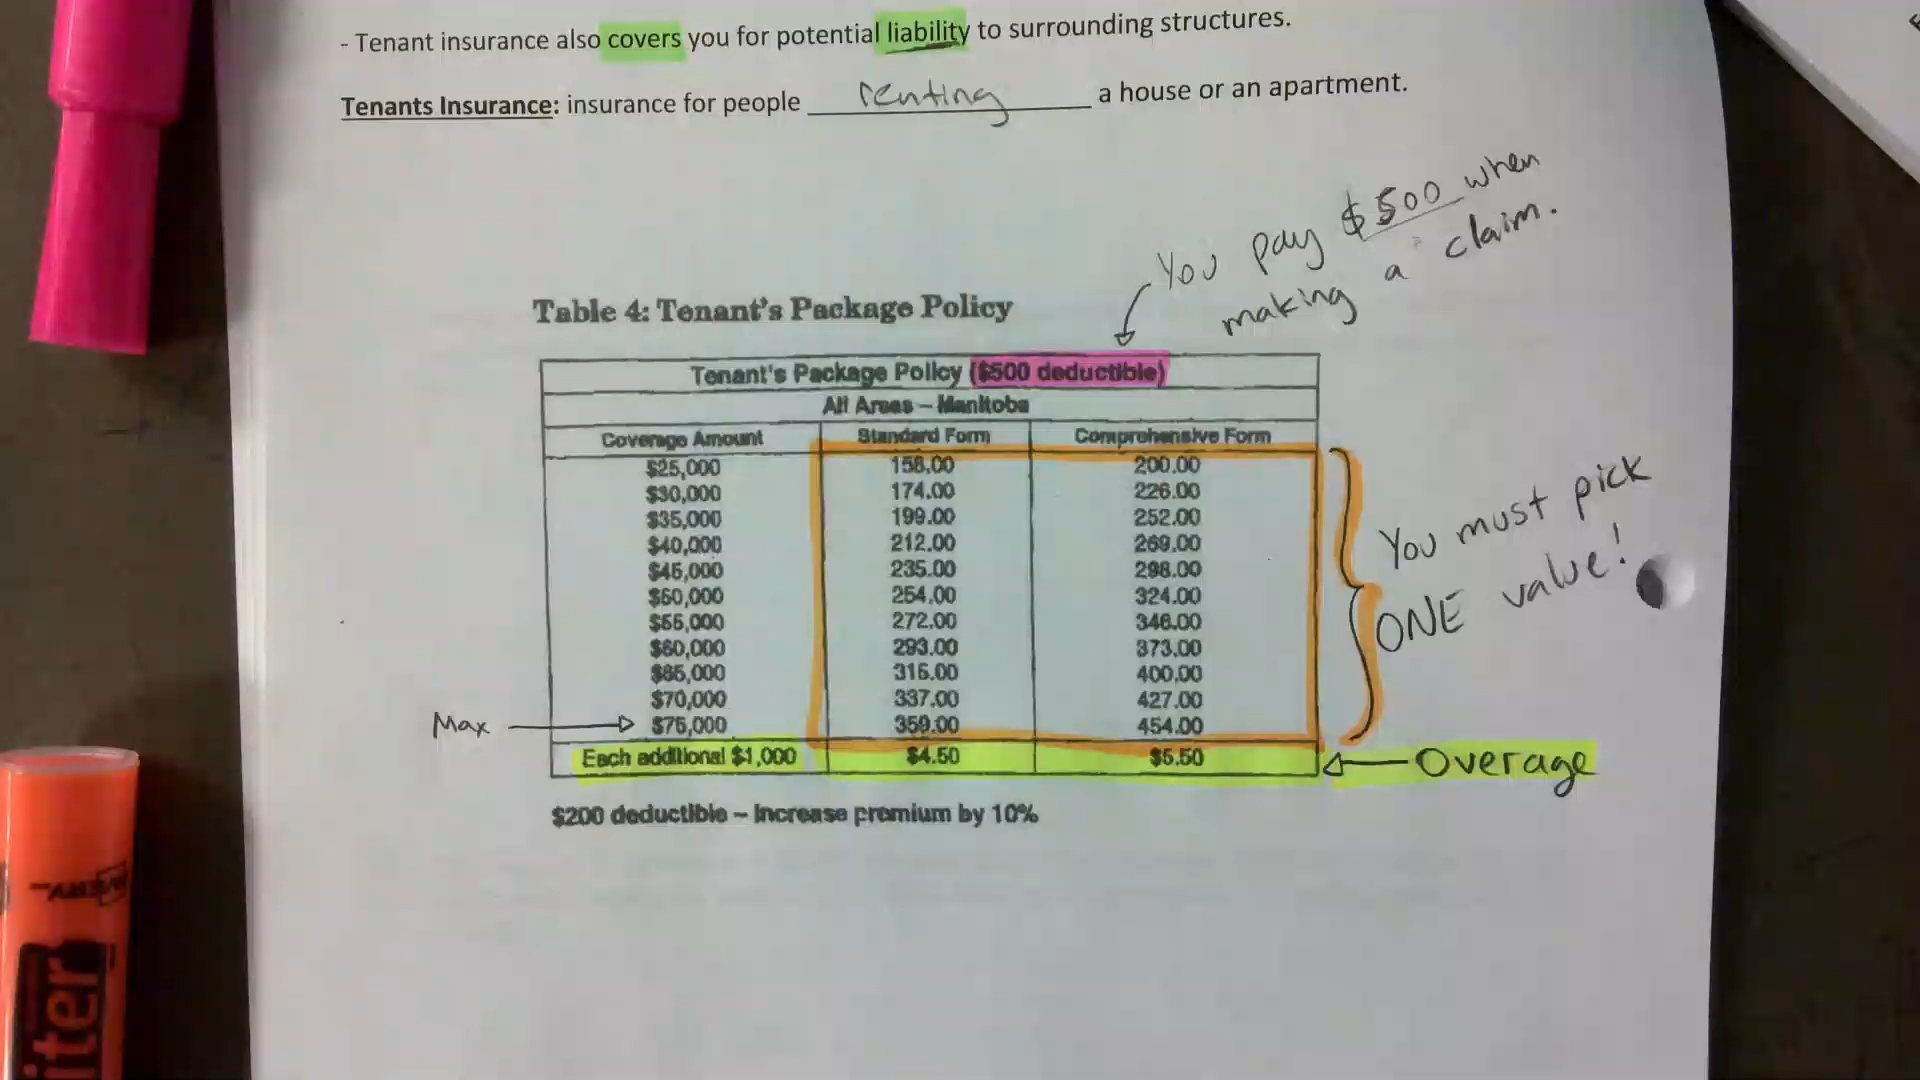 - Tenant insurance also covers you for potential liability to surrounding structures.
Tenants Insurance: insurance for people renting a house or an apartment.
You pay $500 when
making a claim.
Table 4: Tenant's Package Policy
Tenant's Package Policy ($500 deductible)
All Areas – Manitoba
Coverage Amount Standard Form Comprehensive Form
$25,000 158.00 200.00
$30,000 174.00 226.00
$35,000 199.00 252.00
$40,000 212.00 269.00
$45,000 235.00 298.00
$50,000 254.00 324.00
$55,000 272.00 346.00
$60,000 293.00 373.00
$65,000 315.00 400.00
$70,000 337.00 427.00
Max $75,000 359.00 454.00
Each additional $1,000 $4.50 $5.50
You must pick
ONE value!
Overage
$200 deductible – Increase premium by 10%
AVERY
iter